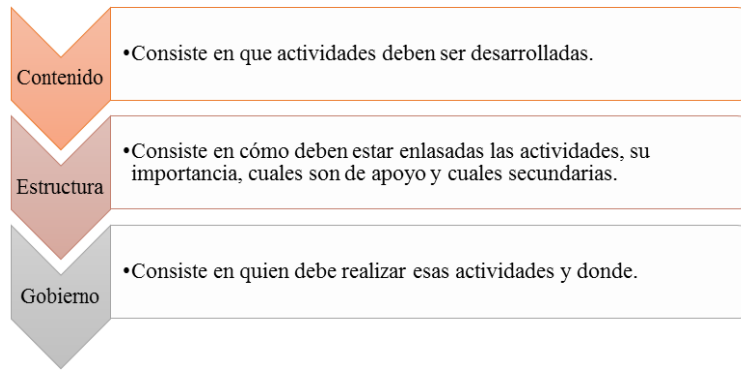 Contenido
•Consiste en que actividades deben ser desarrolladas.
Estructura
•Consiste en cómo deben estar enlasadas las actividades, su
importancia, cuales son de apoyo y cuales secundarias.
Gobierno
•Consiste en quien debe realizar esas actividades y donde.